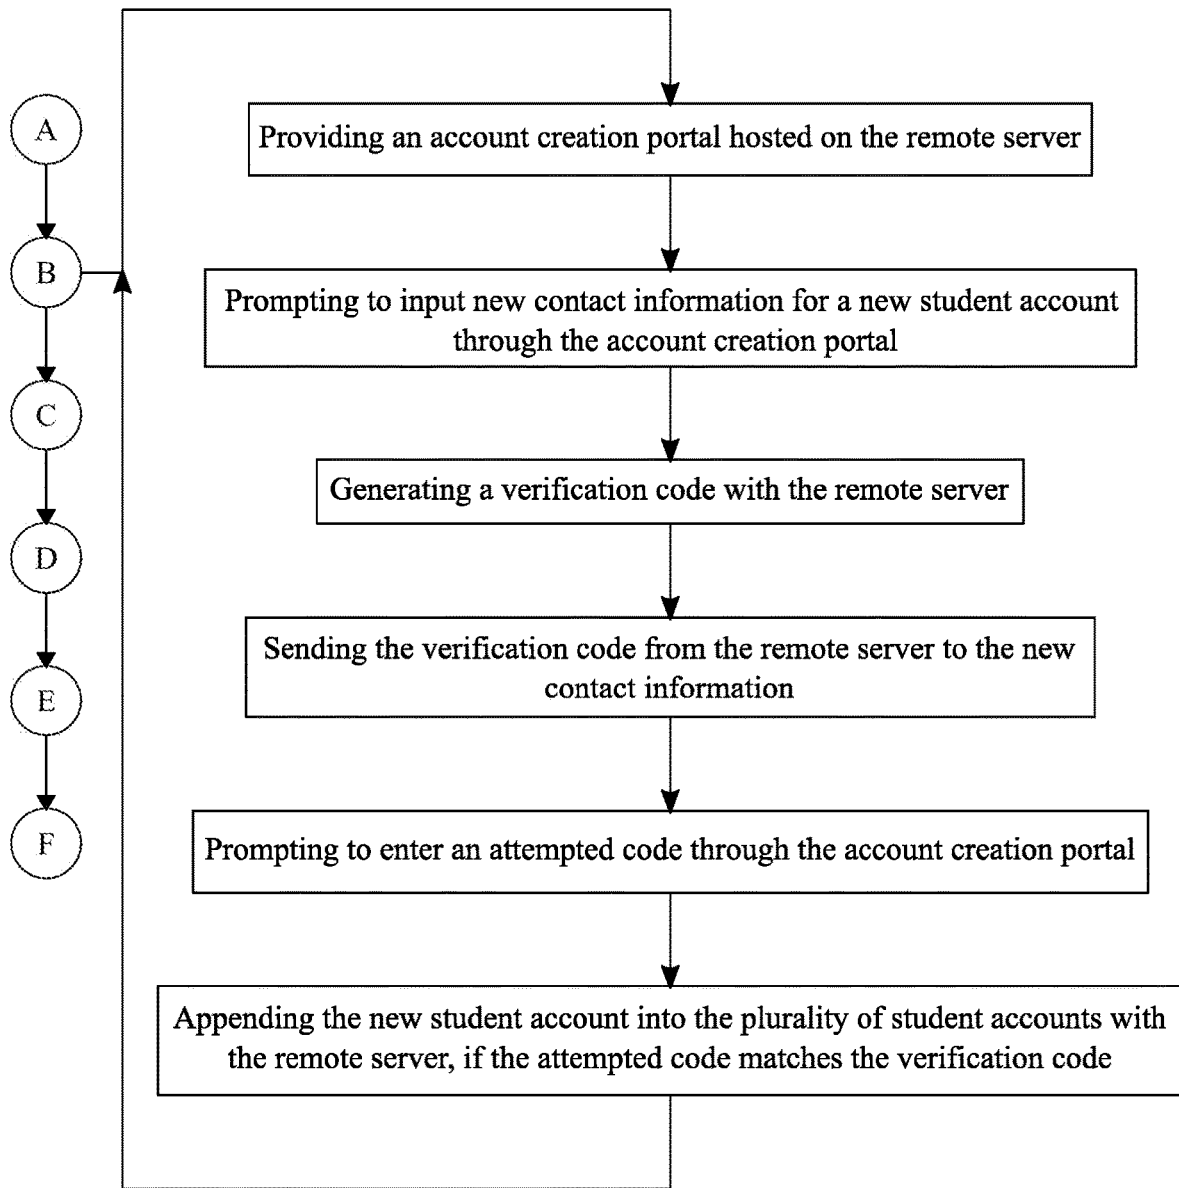 A
B
C
D
E
F
Providing an account creation portal hosted on the remote server
Prompting to input new contact information for a new student account
through the account creation portal
Generating a verification code with the remote server
Sending the verification code from the remote server to the new
contact information
Prompting to enter an attempted code through the account creation portal
Appending the new student account into the plurality of student accounts with
the remote server, if the attempted code matches the verification code